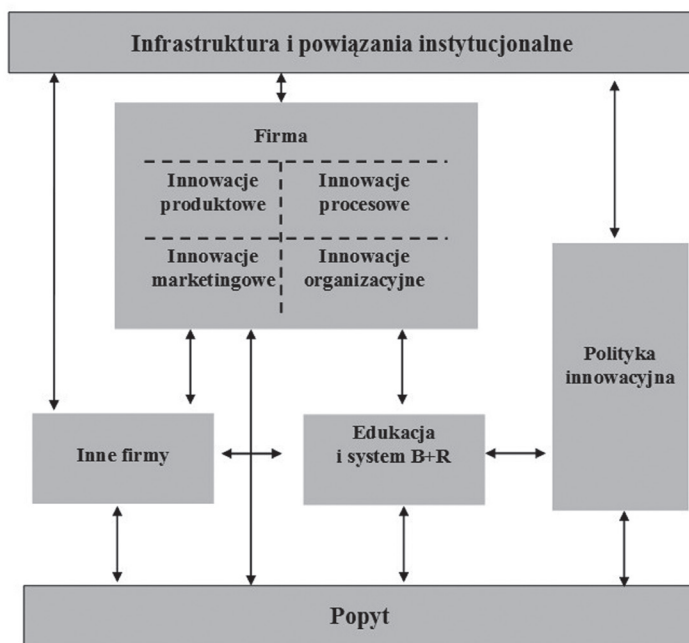 Infrastruktura i powiązania instytucjonalne
Firma
Innowacje
produktowe
Innowacje
procesowe
Innowacje
marketingowe
Innowacje
organizacyjne
Polityka
innowacyjna
Inne firmy
Edukacja
i system B+R
Popyt